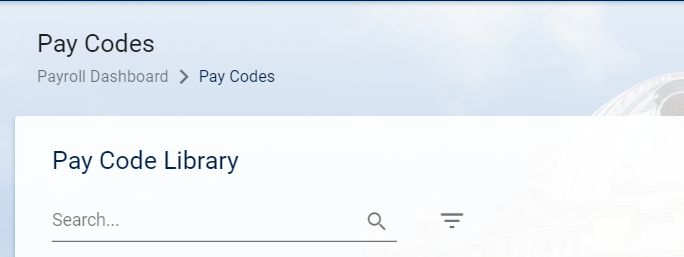 Pay Codes
Payroll Dashboard > Pay Codes
Pay Code Library
Search...